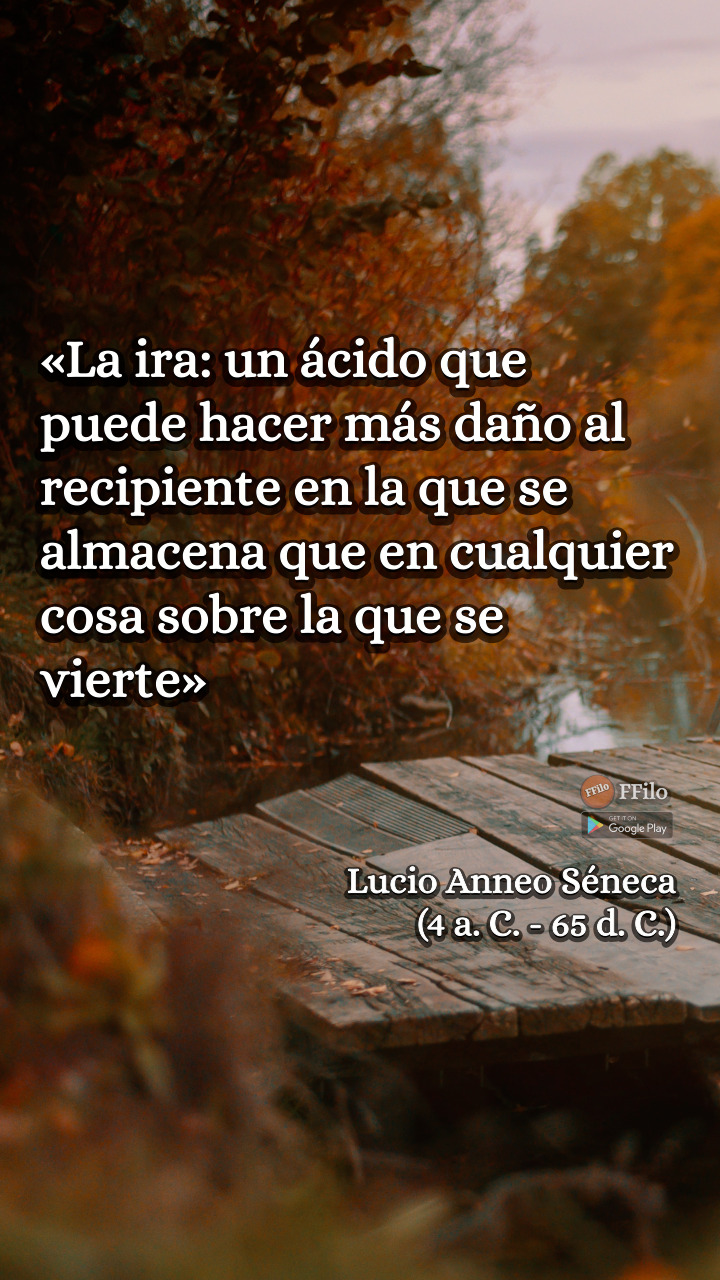 «La ira: un ácido que
puede hacer más daño al
recipiente en la que se
almacena que en cualquier
cosa sobre la que se
vierte»
FFilo FFilo
GET IT ON
Google Play
Lucio Anneo Séneca
(4 a. C. - 65 d. C.)